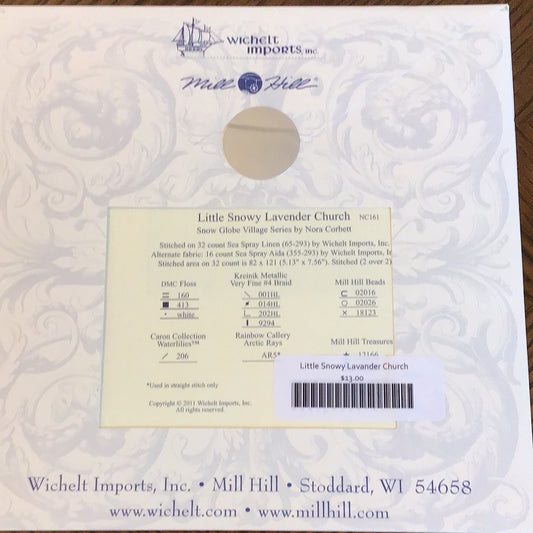 Wichelt
Imports, inc.
Mill Hill®
Little Snowy Lavender Church NC161
Snow Globe Village Series by Nora Corbett
Stitched on 32 count Sea Spray Linen (65-293) by Wichelt Imports, Inc.
Alternate fabric: 16 count Sea Spray Aida (355-293) by Wichelt Imports,
Stitched area on 32 count is 82 x 121 (5.13" x 7.56"). Stitched (2 over 2)
DMC Floss
160
413
white
Kreinik Metallic
Very Fine #4 Braid
001HL
014HL
202HL
9294
Mill Hill Beads
02016
02026
18123
Caron Collection
Waterlilies™
206
Rainbow Gallery
Arctic Rays
AR5*
Mill Hill Treasures
12166
*Used in straight stitch only
Copyright © 2011 Wichelt Imports, Inc.
All rights reserved.
Little Snowy Lavander Church
$13.00
Wichelt Imports, Inc. • Mill Hill • Stoddard, WI 54658
www.wichelt.com • www.millhill.com